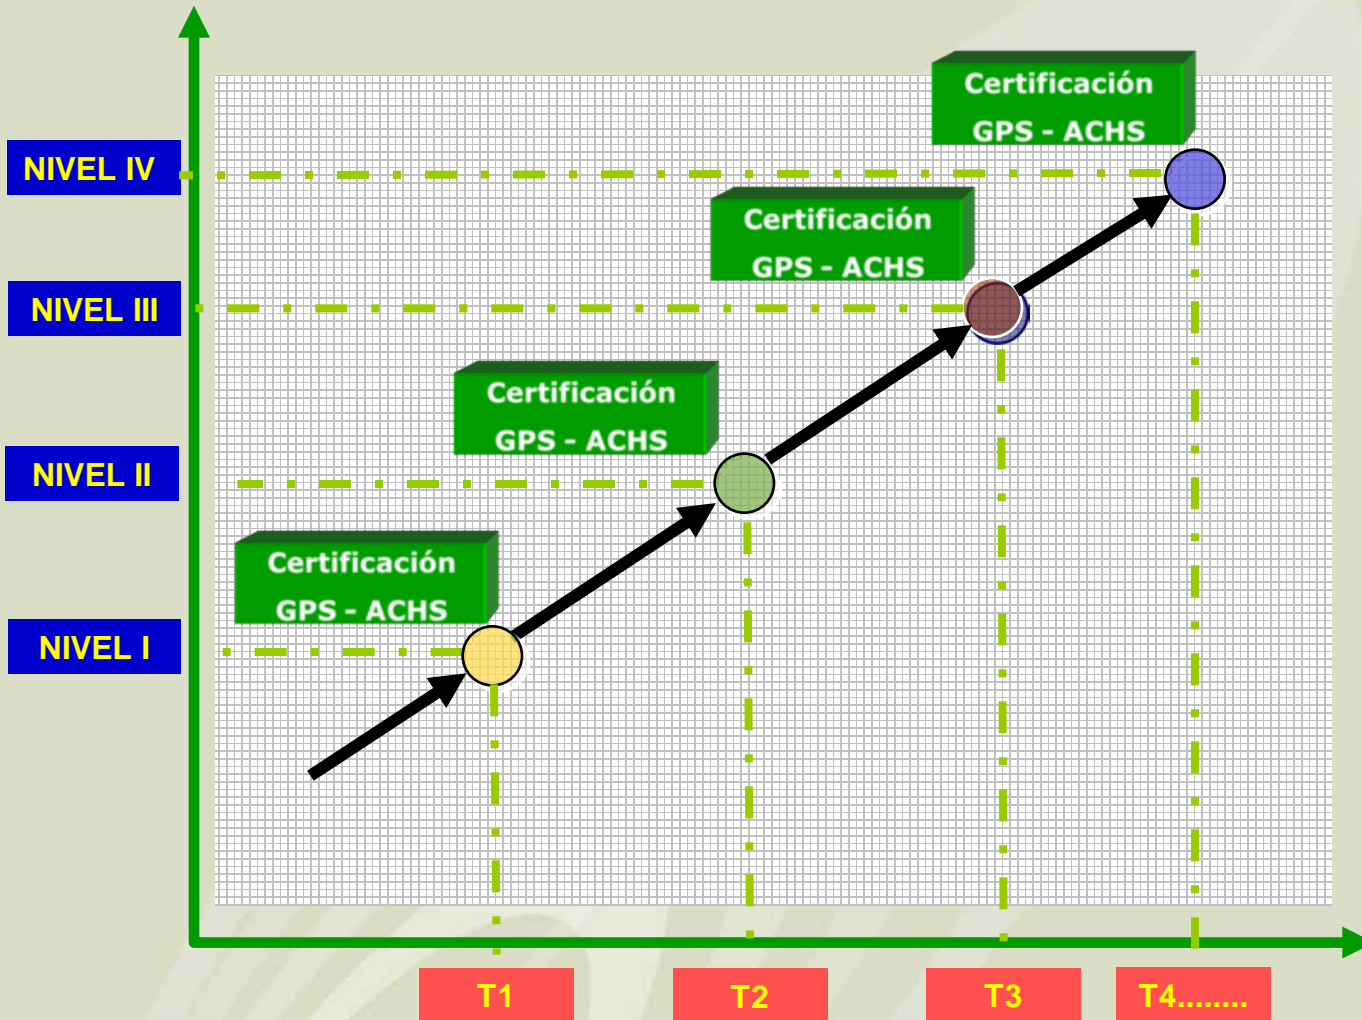 Certificación
GPS – ACHS
NIVEL IV
Certificación
GPS – ACHS
NIVEL III
Certificación
GPS – ACHS
NIVEL II
Certificación
GPS – ACHS
NIVEL I
T1
T2
T3
T4........